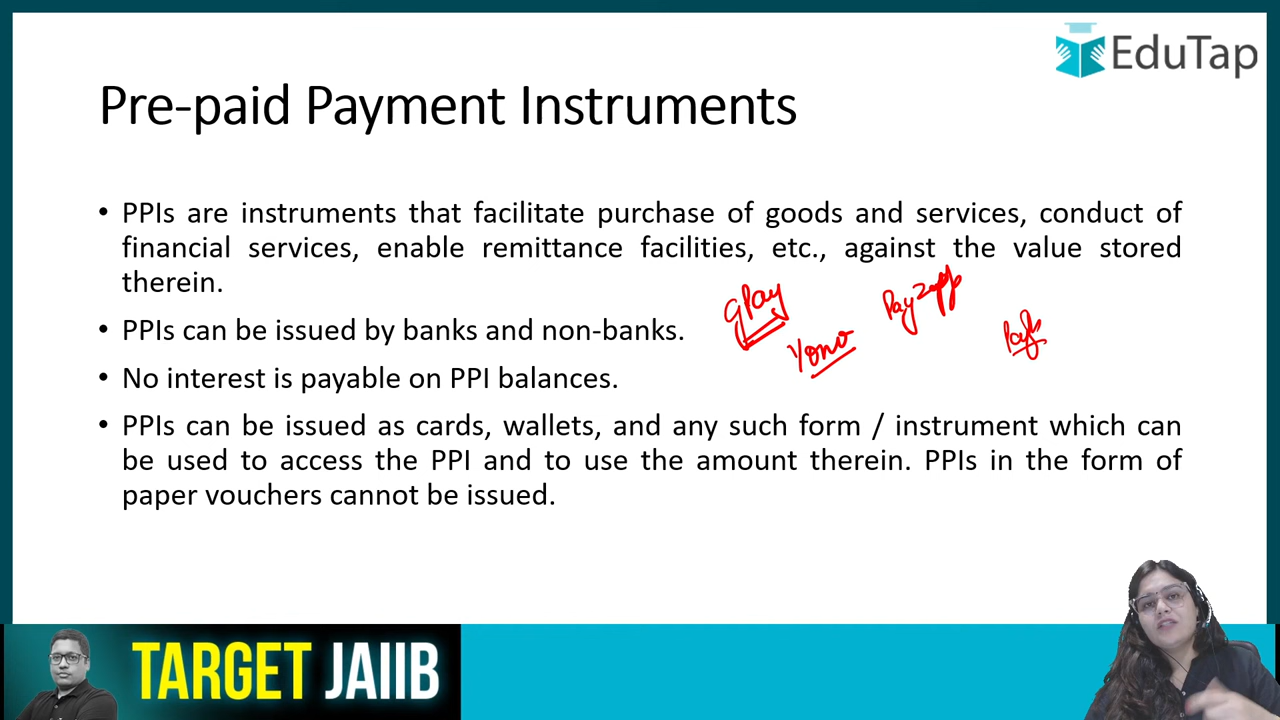 EduTap
Pre-paid Payment Instruments
• PPIs are instruments that facilitate purchase of goods and services, conduct of
financial services, enable remittance facilities, etc., against the value stored
therein.
GPay
Payzapp
• PPIs can be issued by banks and non-banks.
Yono
• No interest is payable on PPI balances.
• PPIs can be issued as cards, wallets, and any such form / instrument which can
be used to access the PPI and to use the amount therein. PPIs in the form of
paper vouchers cannot be issued.
TARGET JAIIB